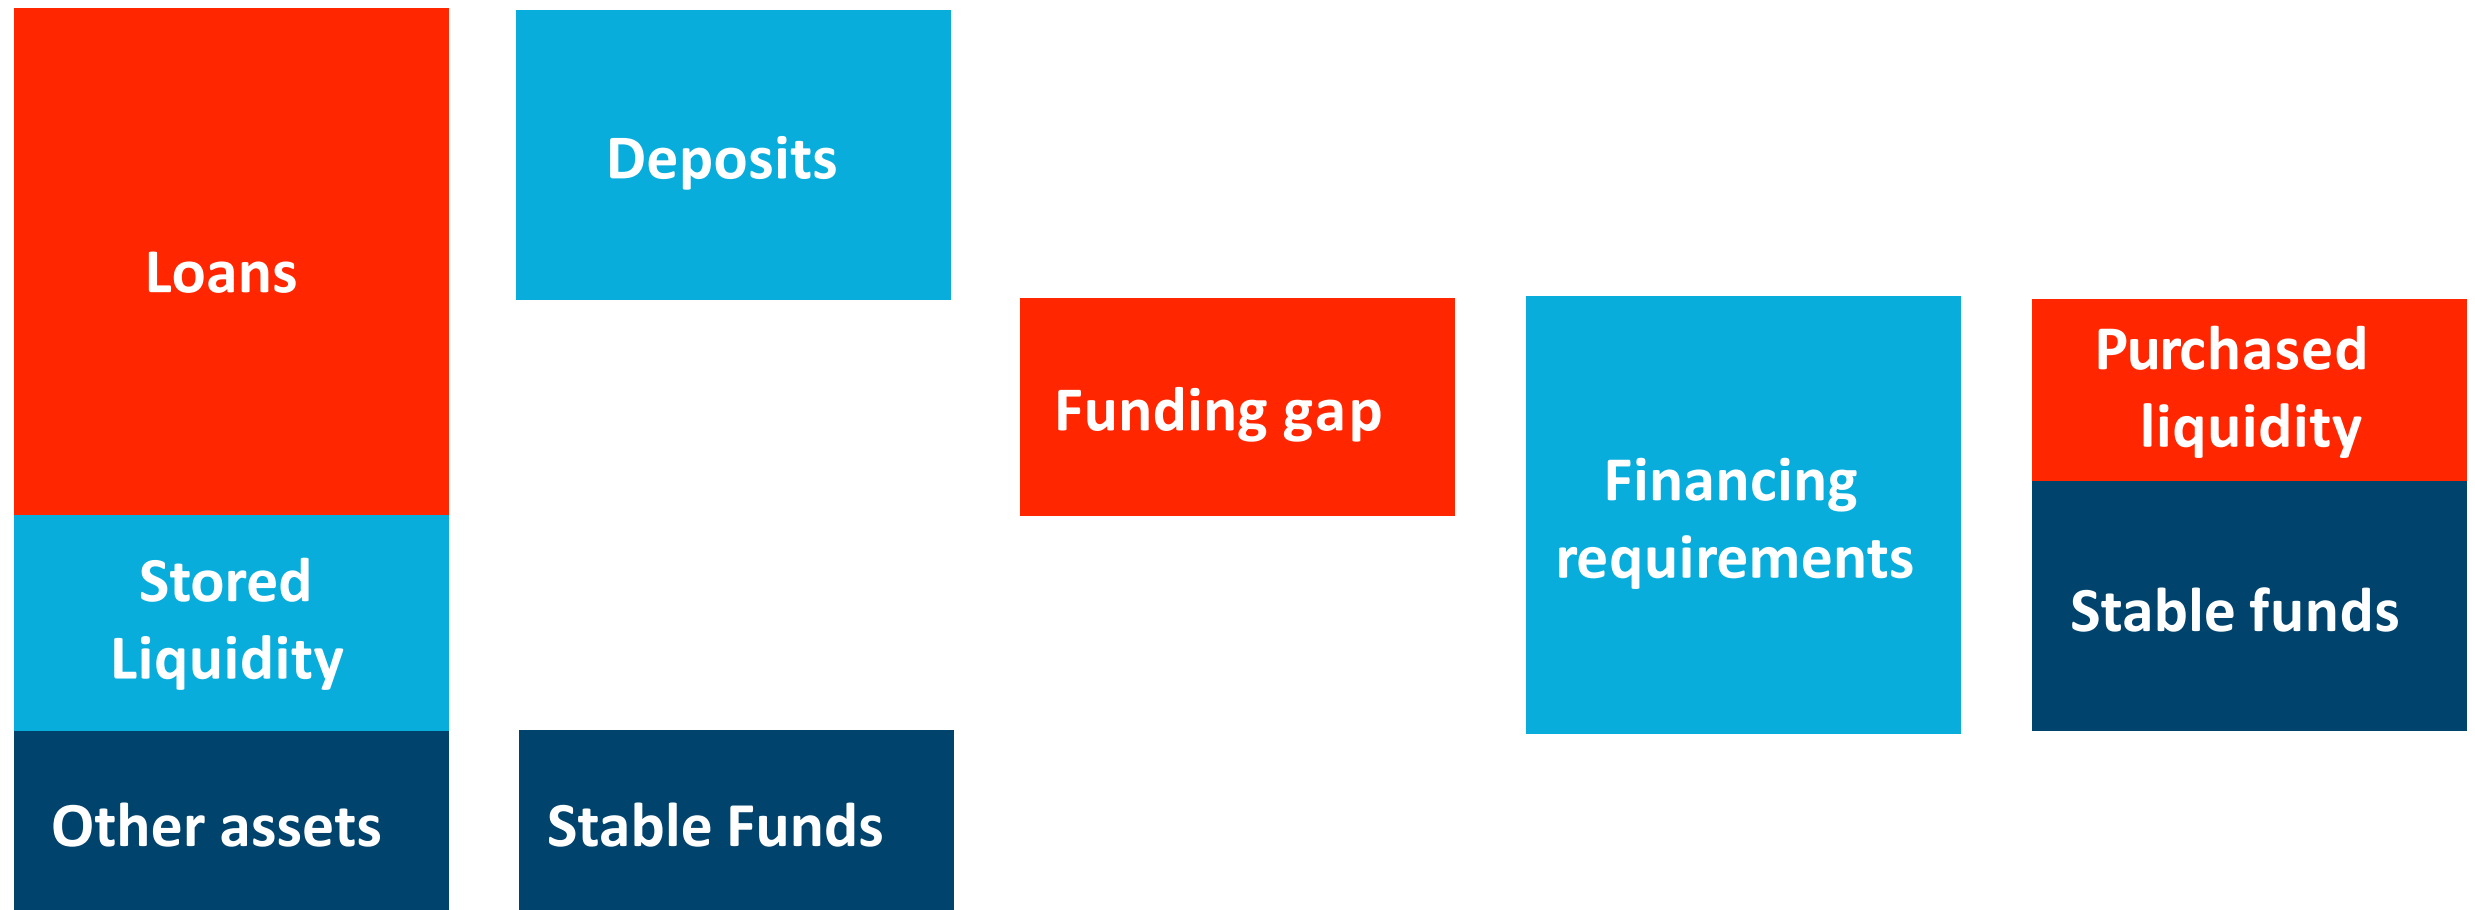 Loans
Stored
Liquidity
Other assets
Deposits
Stable Funds
Funding gap
Financing
requirements
Purchased
liquidity
Stable funds